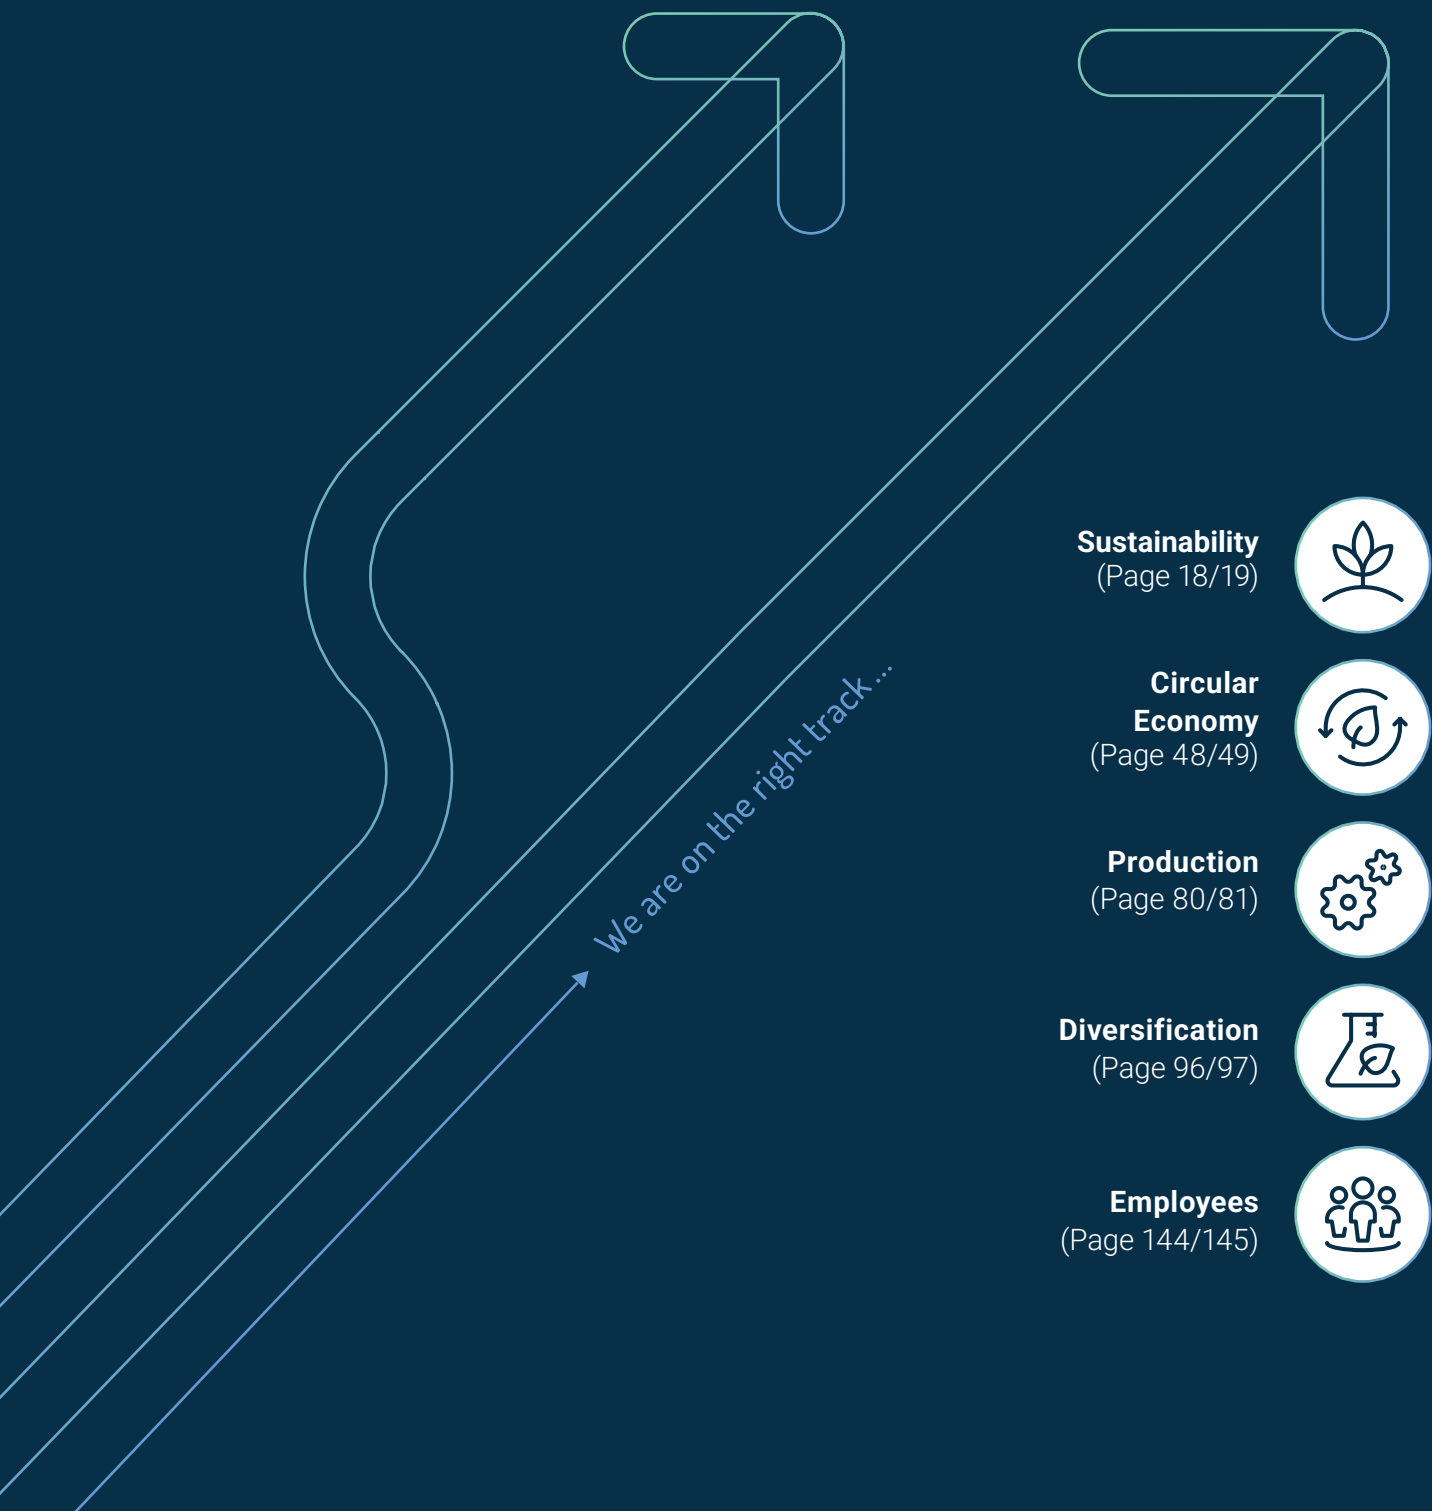 Sustainability
(Page 18/19)
Circular
Economy
(Page 48/49)
We are on the right track...
Production
(Page 80/81)
Diversification
(Page 96/97)
Employees
(Page 144/145)